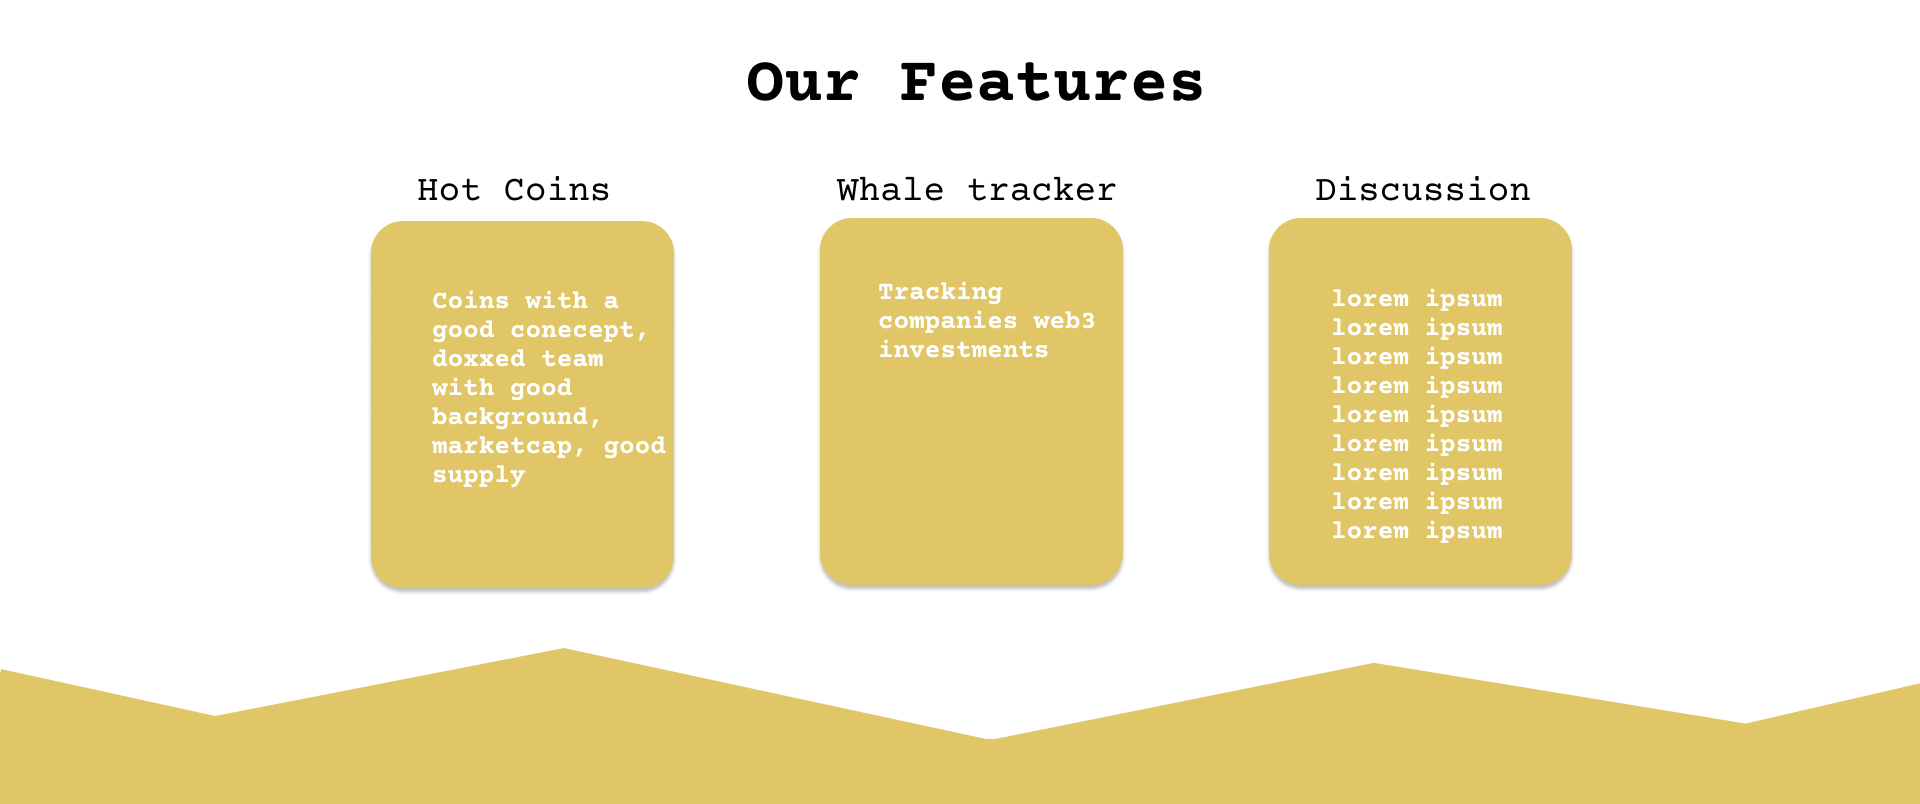 Our Features
Hot Coins
Coins with a
good conecept,
doxxed team
with good
background,
marketcap, good
supply
Whale tracker
Tracking
companies web3
investments
Discussion
lorem ipsum
lorem ipsum
lorem ipsum
lorem ipsum
lorem ipsum
lorem ipsum
lorem ipsum
lorem ipsum
lorem ipsum